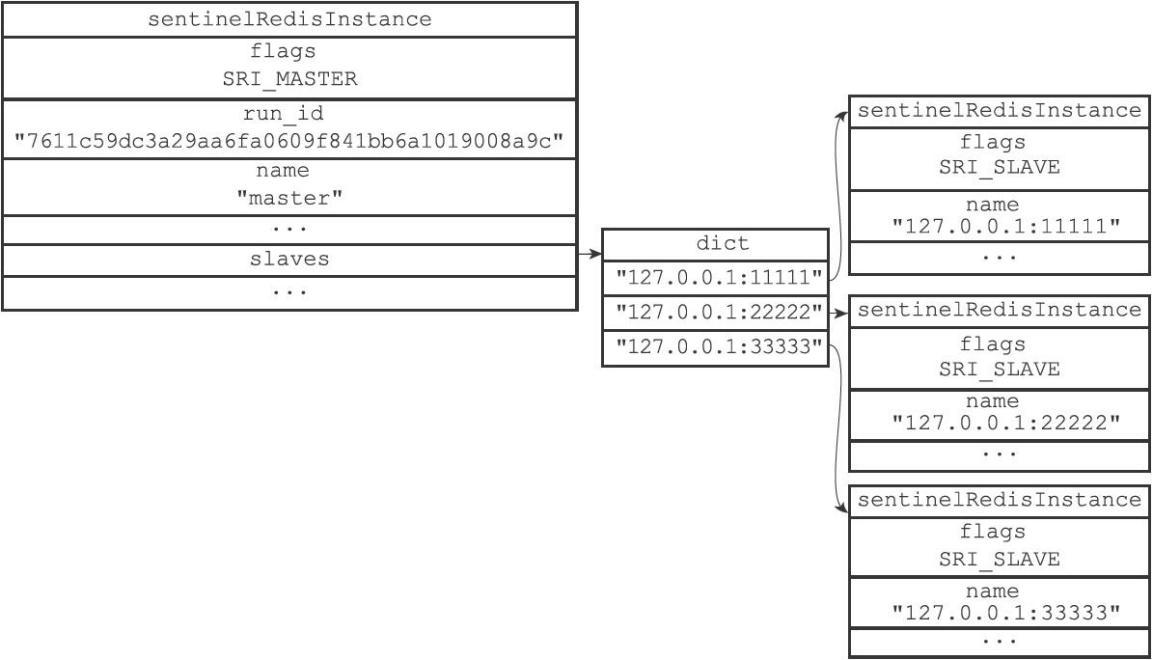 sentinelRedisInstance
flags
SRI_MASTER
run_id
"7611c59dc3a29aa6fa0609f841bb6a1019008a9c"
name
"master"
...
slaves
...
dict
"127.0.0.1:11111"
"127.0.0.1:22222"
"127.0.0.1:33333"
sentinelRedisInstance
flags
SRI_SLAVE
name
"127.0.0.1:11111"
...
sentinelRedisInstance
flags
SRI_SLAVE
name
"127.0.0.1:22222"
...
sentinelRedisInstance
flags
SRI_SLAVE
name
"127.0.0.1:33333"
...